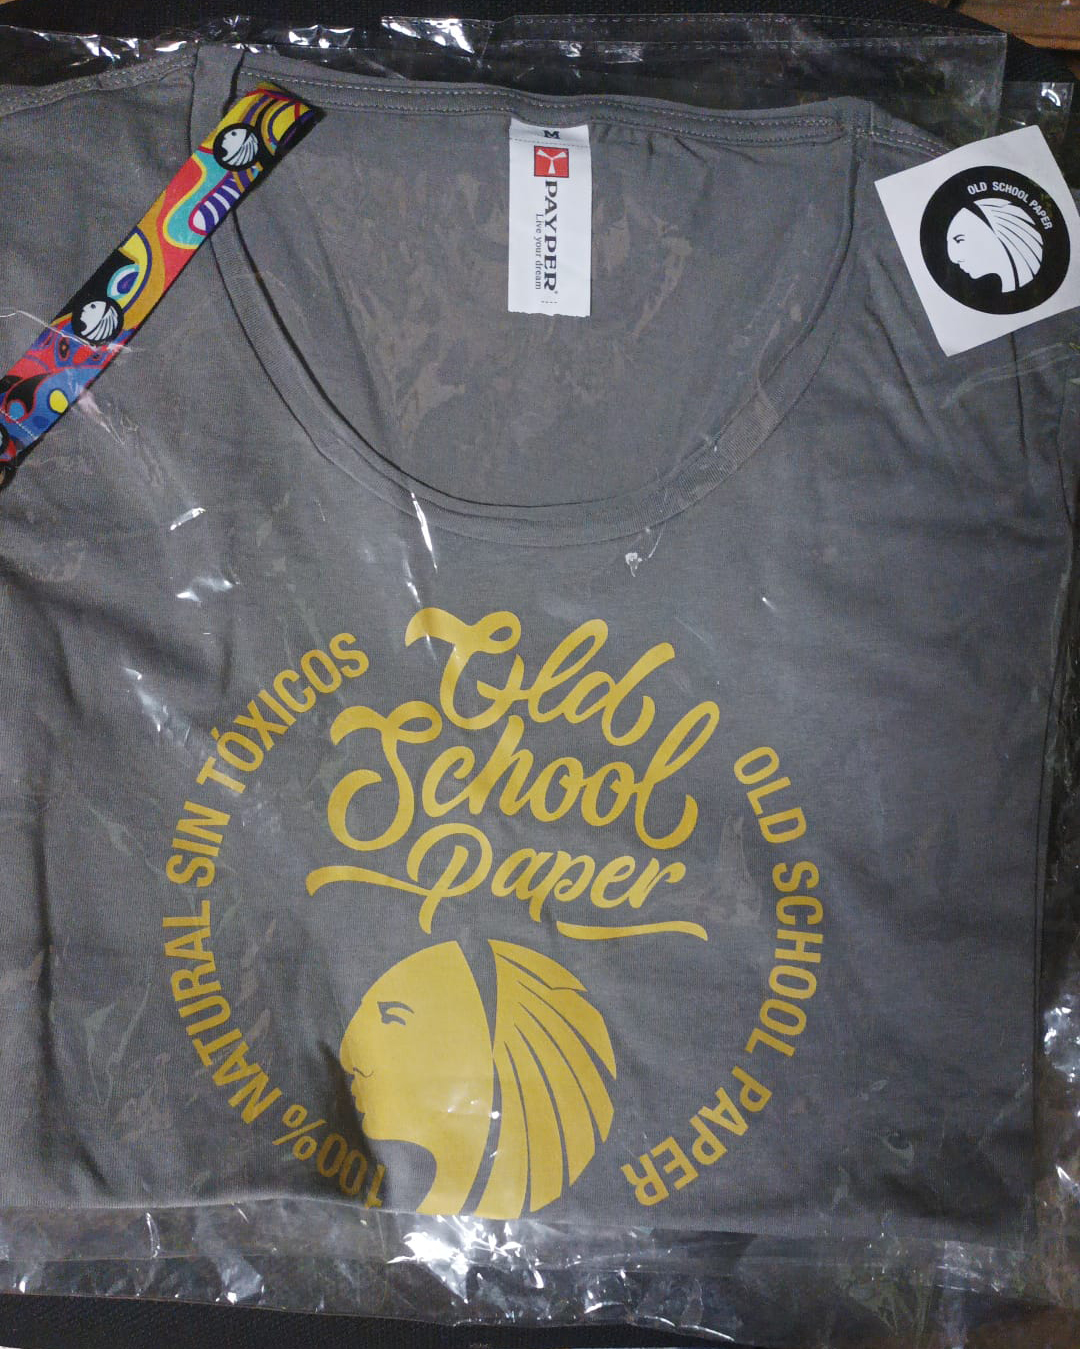 M
PAYPER
Live your dream
OLD SCHOOL PAPER
Old
School
Paper
100% NATURAL SIN TÓXICOS
OLD SCHOOL PAPER